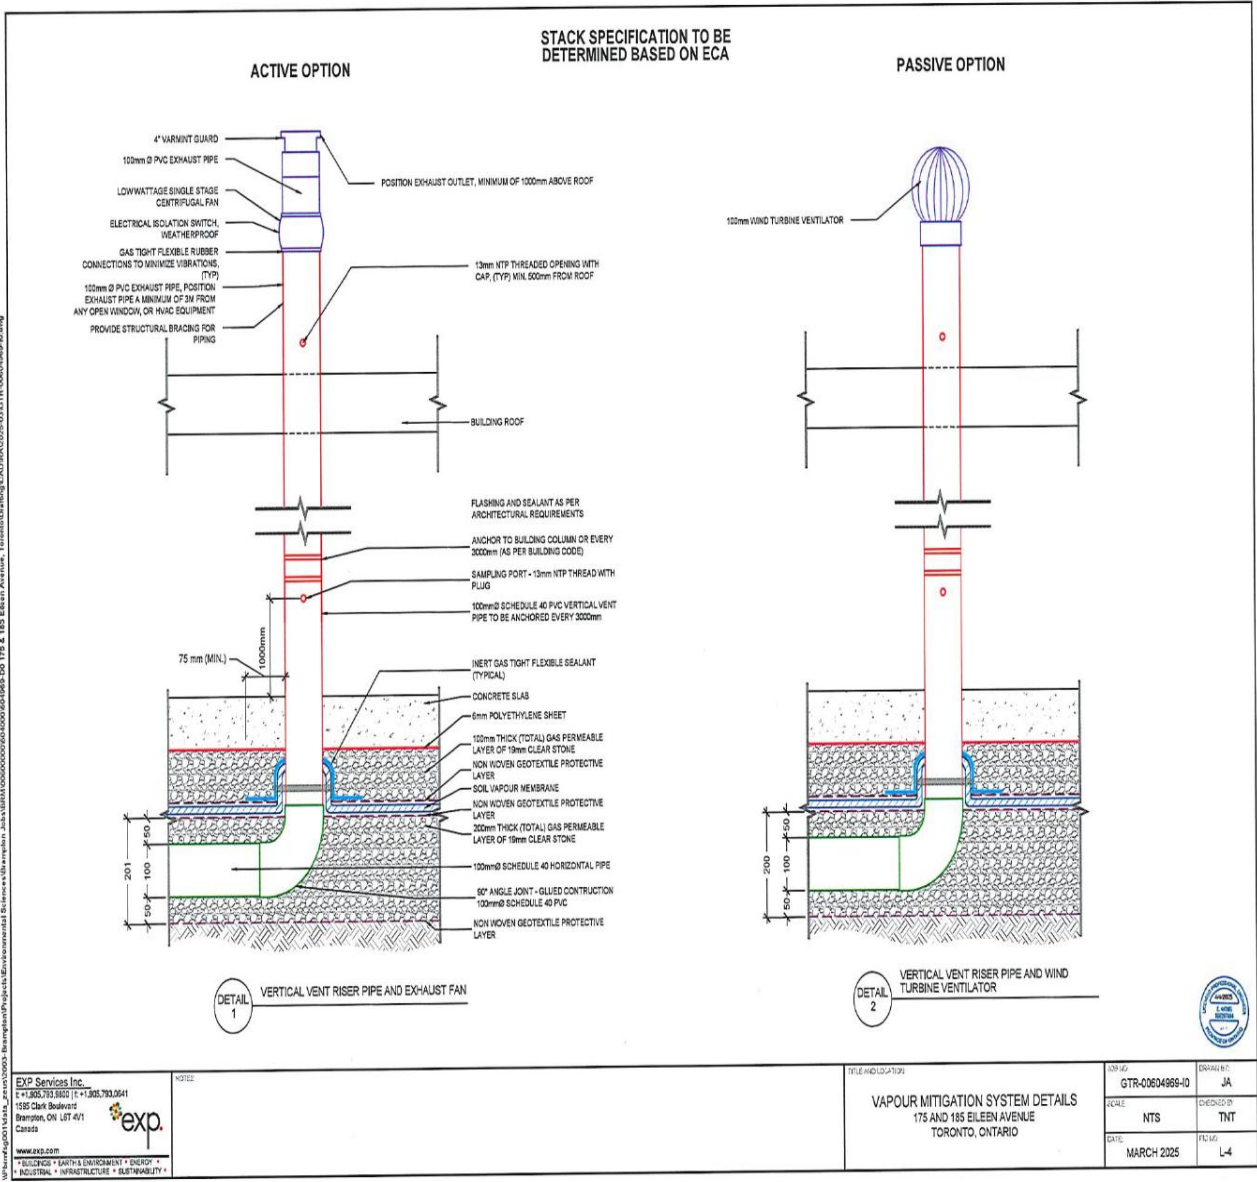 STACK SPECIFICATION TO BE
DETERMINED BASED ON ECA
ACTIVE OPTION
PASSIVE OPTION
4" VARMINT GUARD
100mm Ø PVC EXHAUST PIPE
LOW WATTAGE SINGLE STAGE
CENTRIFUGAL FAN
ELECTRICAL ISOLATION SWITCH,
WEATHERPROOF
GAS TIGHT FLEXIBLE RUBBER
CONNECTIONS TO MINIMIZE VIBRATIONS,
(TYP)
100mm Ø PVC EXHAUST PIPE, POSITION
EXHAUST PIPE A MINIMUM OF 3M FROM
ANY OPEN WINDOW, OR HVAC EQUIPMENT
PROVIDE STRUCTURAL BRACING FOR
PIPING
POSITION EXHAUST OUTLET, MINIMUM OF 1000mm ABOVE ROOF
13mm NTP THREADED OPENING WITH
CAP, (TYP) MIN. 500mm FROM ROOF
BUILDING ROOF
FLASHING AND SEALANT AS PER
ARCHITECTURAL REQUIREMENTS
ANCHOR TO BUILDING COLUMN OR EVERY
3000mm (AS PER BUILDING CODE)
SAMPLING PORT - 13mm NTP THREAD WITH
PLUG
100mmØ SCHEDULE 40 PVC VERTICAL VENT
PIPE TO BE ANCHORED EVERY 3000mm
1000mm
75 mm (MIN.)
INERT GAS TIGHT FLEXIBLE SEALANT
(TYPICAL)
CONCRETE SLAB
6mm POLYETHYLENE SHEET
100mm THICK (TOTAL) GAS PERMEABLE
LAYER OF 19mm CLEAR STONE
NON WOVEN GEOTEXTILE PROTECTIVE
LAYER
SOIL VAPOUR MEMBRANE
NON WOVEN GEOTEXTILE PROTECTIVE
LAYER
200mm THICK (TOTAL) GAS PERMEABLE
LAYER OF 19mm CLEAR STONE
100mmØ SCHEDULE 40 HORIZONTAL PIPE
90° ANGLE JOINT - GLUED CONTRUCTION
100mmØ SCHEDULE 40 PVC
NON WOVEN GEOTEXTILE PROTECTIVE
LAYER
201
50
100
50
DETAIL
1
VERTICAL VENT RISER PIPE AND EXHAUST FAN
100mm WIND TURBINE VENTILATOR
200
50
100
50
DETAIL
2
VERTICAL VENT RISER PIPE AND WIND
TURBINE VENTILATOR
EXP Services Inc.
t: +1.905.793.9800 | f: +1.905.793.0641
1595 Clark Boulevard
Brampton, ON L6T 4V1
Canada
www.exp.com
exp.
• BUILDINGS • EARTH & ENVIRONMENT • ENERGY •
• INDUSTRIAL • INFRASTRUCTURE • SUSTAINABILITY •
NOTES:
TITLE AND LOCATION:
VAPOUR MITIGATION SYSTEM DETAILS
175 AND 185 EILEEN AVENUE
TORONTO, ONTARIO
JOB NO:
GTR-00604969-I0
DRAWN BY:
JA
SCALE:
NTS
CHECKED BY:
TNT
DATE:
MARCH 2025
FIG NO:
L-4